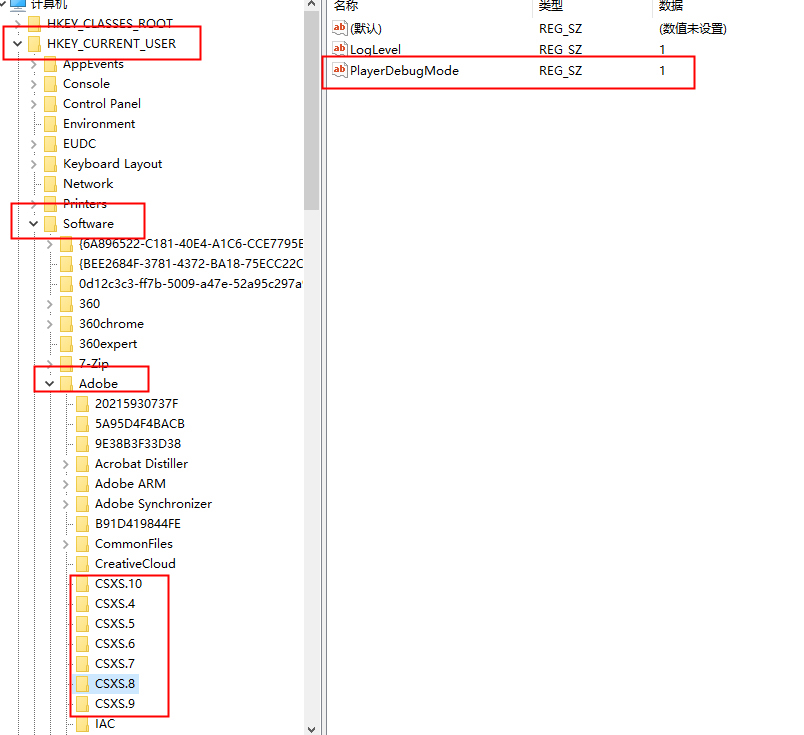 计算机
HKEY_CLASSES_ROOT
HKEY_CURRENT_USER
AppEvents
Console
Control Panel
Environment
EUDC
Keyboard Layout
Network
Printers
Software
{6A896522-C181-40E4-A1C6-CCE7795E
{BEE2684F-3781-4372-BA18-75ECC22C
0d12c3c3-ff7b-5009-a47e-52a95c297a
360
360chrome
360expert
7-Zip
Adobe
20215930737F
5A95D4F4BACB
9E38B3F33D38
Acrobat Distiller
Adobe ARM
Adobe Synchronizer
B91D419844FE
CommonFiles
CreativeCloud
CSXS.10
CSXS.4
CSXS.5
CSXS.6
CSXS.7
CSXS.8
CSXS.9
IAC
名称 类型 数据
(默认) REG_SZ (数值未设置)
LogLevel REG_SZ 1
PlayerDebugMode REG_SZ 1